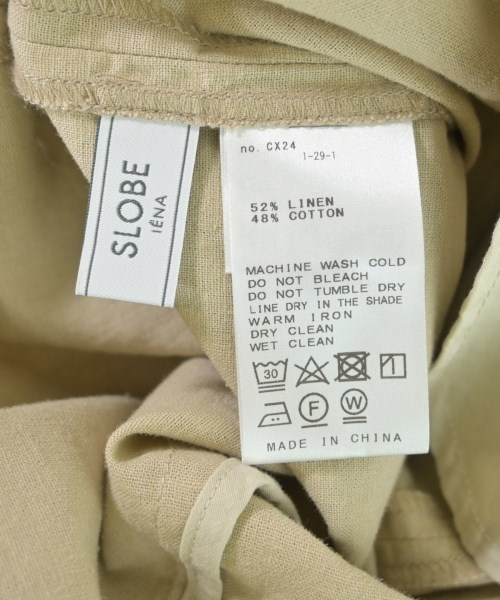 SLOBE
IÉNA
no. CX24
1-29-1
52% LINEN
48% COTTON
MACHINE WASH COLD
DO NOT BLEACH
DO NOT TUMBLE DRY
LINE DRY IN THE SHADE
WARM IRON
DRY CLEAN
WET CLEAN
30
F W
MADE IN CHINA